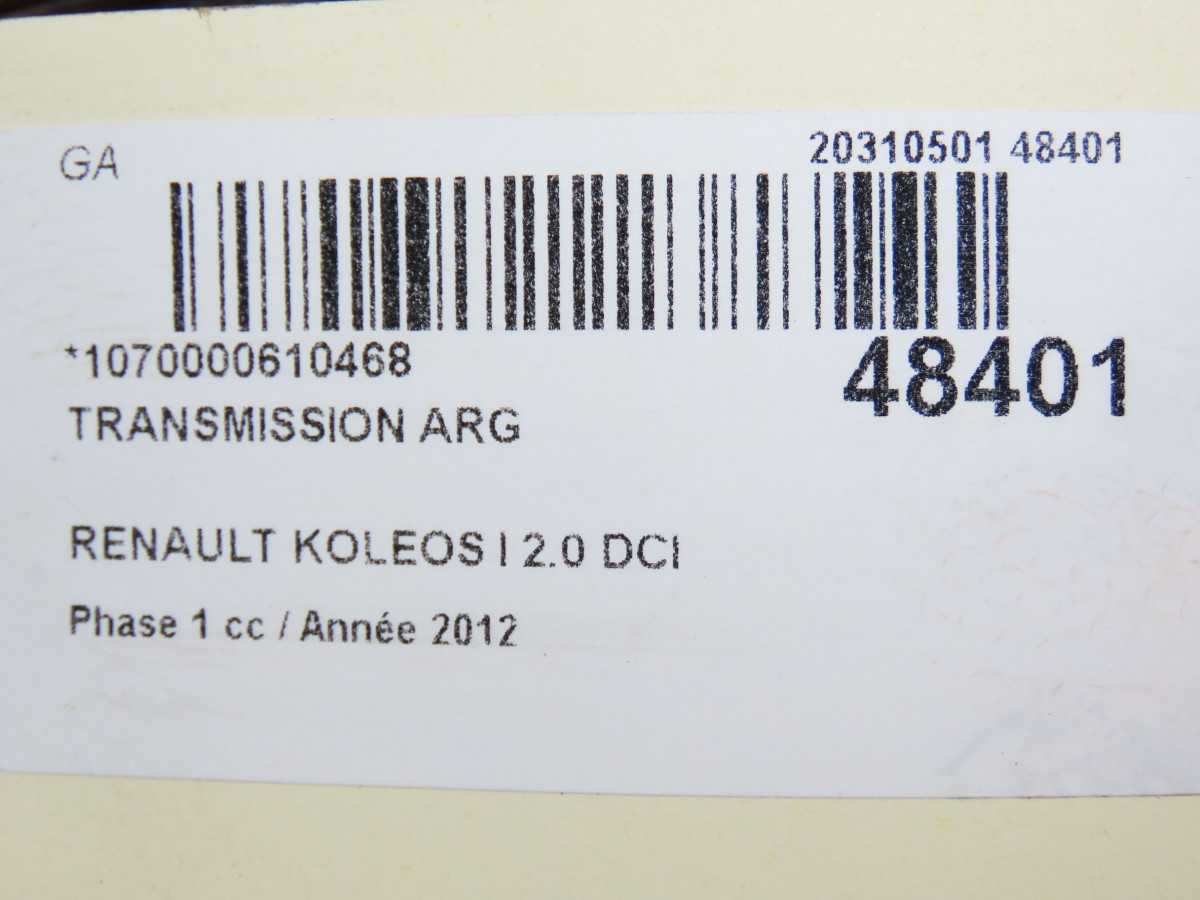 GA
20310501 48401
*1070000610468
48401
TRANSMISSION ARG
RENAULT KOLEOS I 2.0 DCI
Phase 1 cc / Année 2012